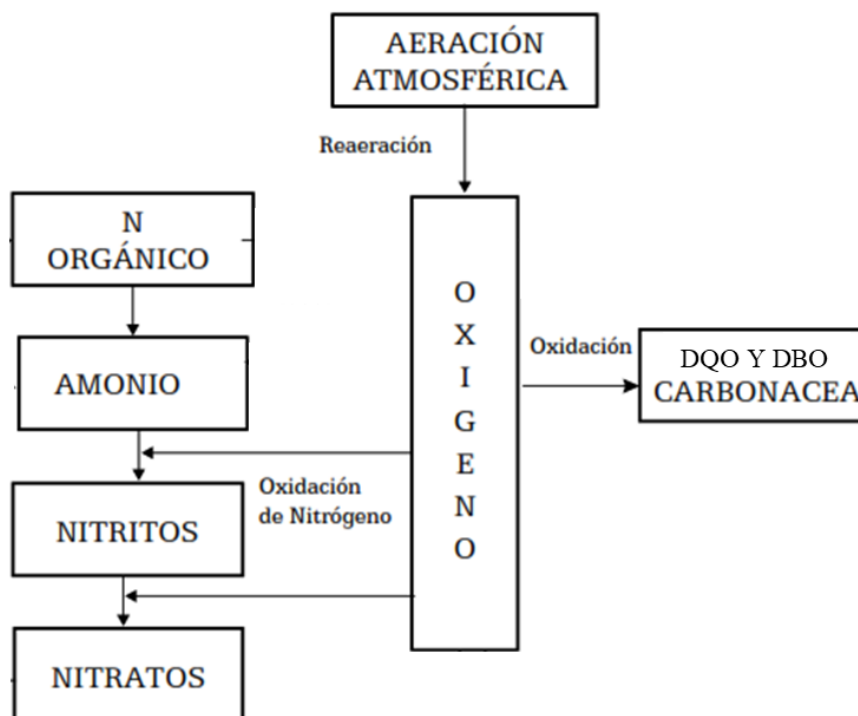 AERACIÓN
ATMOSFÉRICA
Reaeración
N
ORGÁNICO
AMONIO
NITRITOS
NITRATOS
Oxidación
de Nitrógeno
O
X
I
G
E
N
O
Oxidación
DQO Y DBO
CARBONACEA